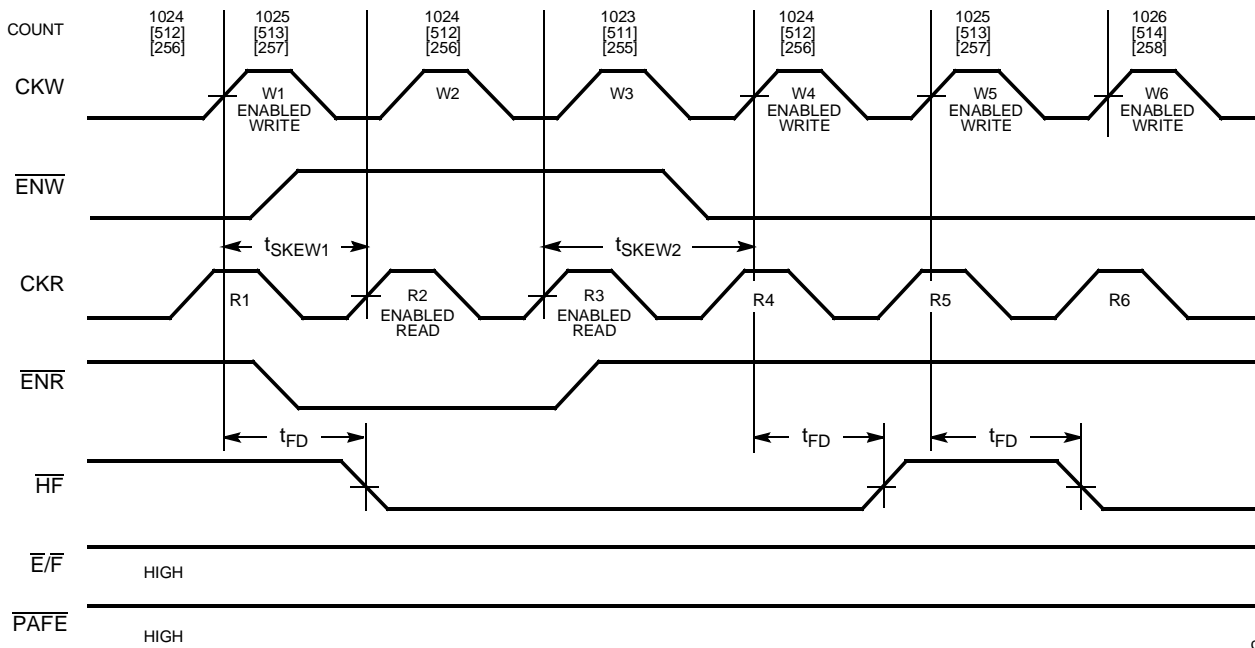 COUNT
1024
[512]
[256]
1025
[513]
[257]
1024
[512]
[256]
1023
[511]
[255]
1024
[512]
[256]
1025
[513]
[257]
1026
[514]
[258]
CKW
W1
ENABLED
WRITE
W2
W3
W4
ENABLED
WRITE
W5
ENABLED
WRITE
W6
ENABLED
WRITE
ENW
tSKEW1
tSKEW2
CKR
R1
R2
ENABLED
READ
R3
ENABLED
READ
R4
R5
R6
ENR
tFD
tFD
tFD
HF
E/F
HIGH
PAFE
HIGH